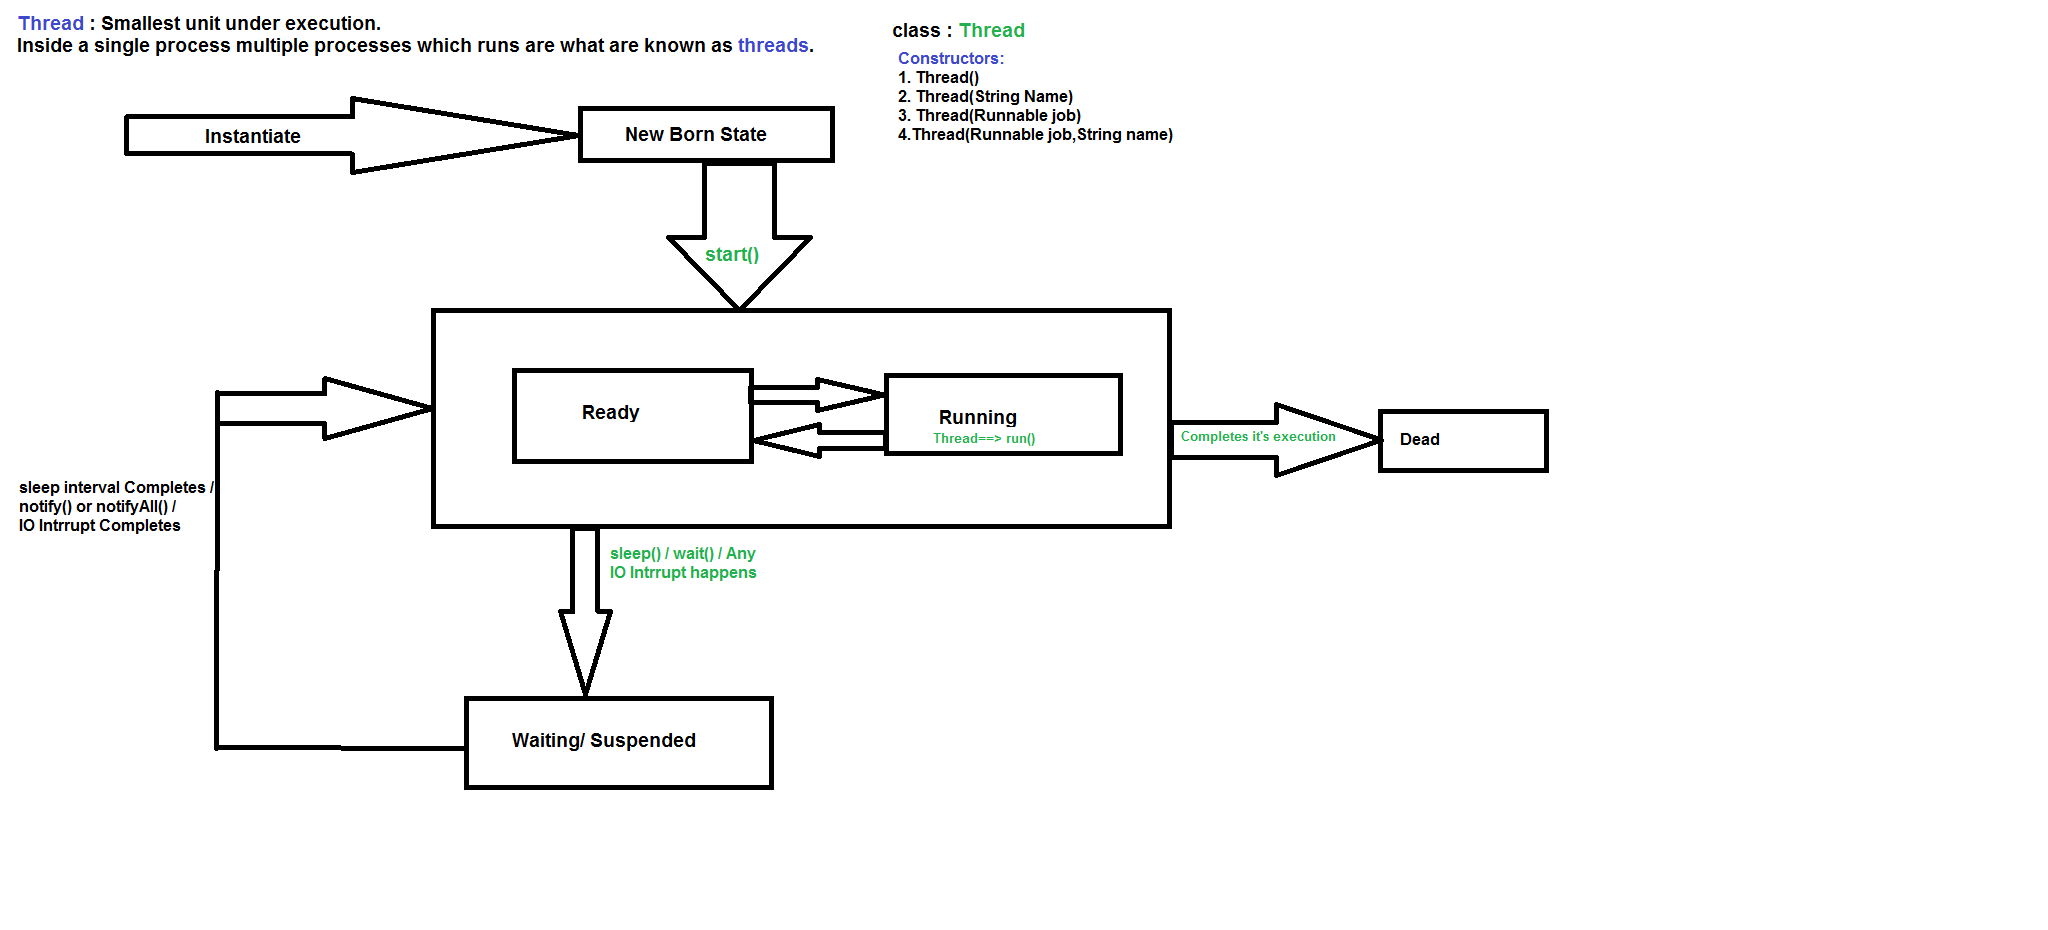 Thread : Smallest unit under execution.
Inside a single process multiple processes which runs are what are known as threads.
class : Thread
Constructors:
1. Thread()
2. Thread(String Name)
3. Thread(Runnable job)
4.Thread(Runnable job,String name)
Instantiate
New Born State
start()
Ready
Running
Thread==> run()
Completes it's execution
Dead
sleep interval Completes /
notify() or notifyAll() /
IO Intrrupt Completes
sleep() / wait() / Any
IO Intrrupt happens
Waiting/ Suspended